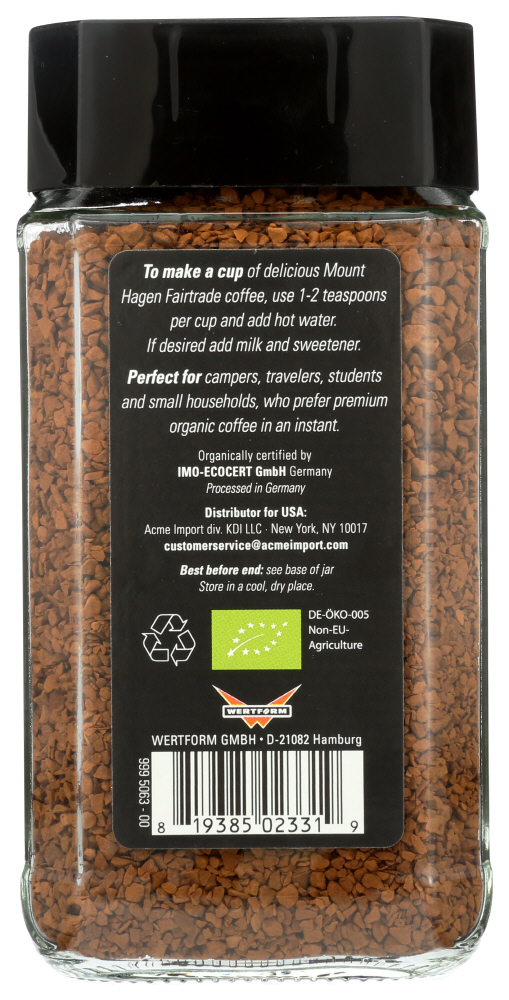 To make a cup of delicious Mount
Hagen Fairtrade coffee, use 1-2 teaspoons
per cup and add hot water.
If desired add milk and sweetener.
Perfect for campers, travelers, students
and small households, who prefer premium
organic coffee in an instant.
Organically certified by
IMO-ECOCERT GmbH Germany
Processed in Germany
Distributor for USA:
Acme Import div. KDI LLC · New York, NY 10017
customerservice@acmeimport.com
Best before end: see base of jar
Store in a cool, dry place.
DE-ÖKO-005
Non-EU-
Agriculture
WERTFORM
WERTFORM GMBH • D-21082 Hamburg
999 5063 - 00
8 19385 02331 9